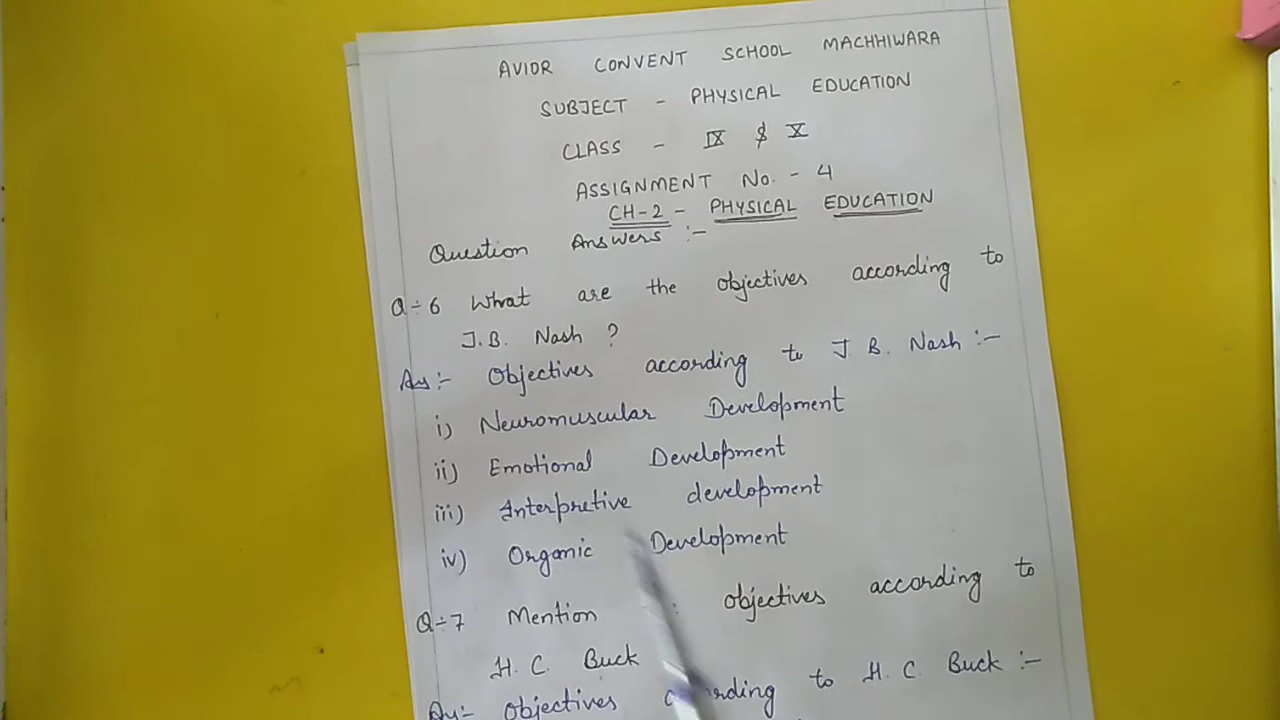 AVIOR CONVENT SCHOOL MACHHIWARA
SUBJECT - PHYSICAL EDUCATION
CLASS - IX & X
ASSIGNMENT No. - 4
CH-2 - PHYSICAL EDUCATION
Question Answers :-
Q÷6 What are the objectives according to
J.B. Nash ?
Ans :- Objectives according to J B. Nash :-
i) Neuromuscular Development
ii) Emotional Development
iii) Interpretive development
iv) Organic Development
Q÷7 Mention objectives according to
H. C. Buck
Ans :- Objectives according to H. C. Buck :-